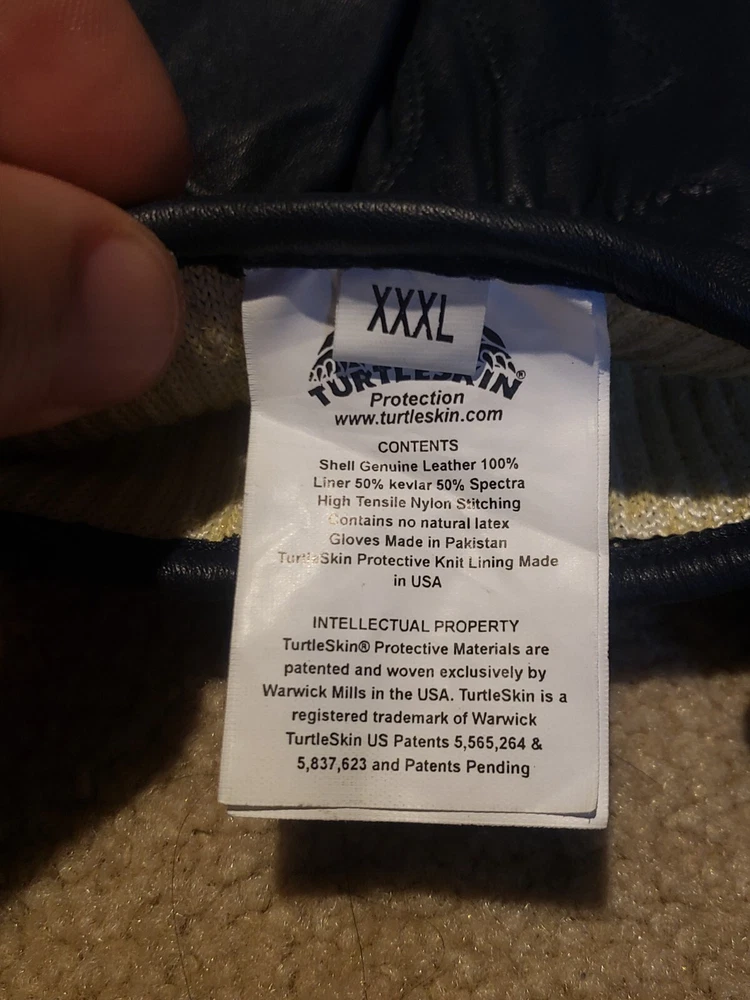 XXXL
TURTLESKIN®
Protection
www.turtleskin.com
CONTENTS
Shell Genuine Leather 100%
Liner 50% kevlar 50% Spectra
High Tensile Nylon Stitching
Contains no natural latex
Gloves Made in Pakistan
TurtleSkin Protective Knit Lining Made
in USA
INTELLECTUAL PROPERTY
TurtleSkin® Protective Materials are
patented and woven exclusively by
Warwick Mills in the USA. TurtleSkin is a
registered trademark of Warwick
TurtleSkin US Patents 5,565,264 &
5,837,623 and Patents Pending